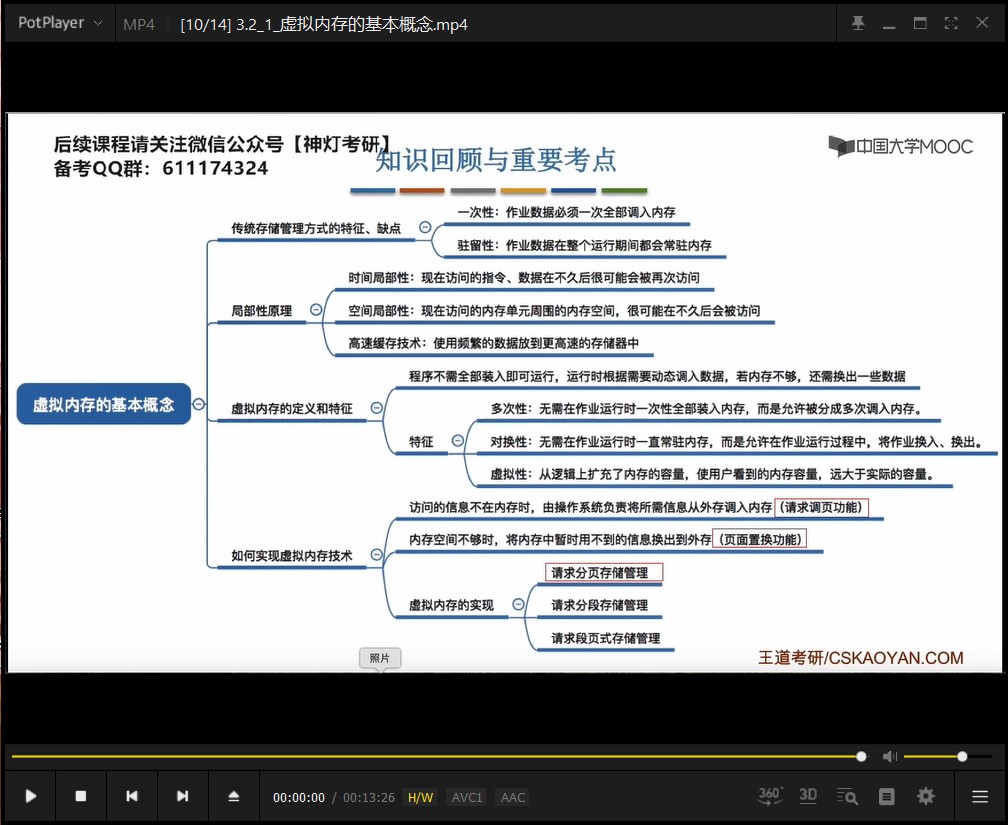 PotPlayer
MP4
[10/14] 3.2_1_虚拟内存的基本概念.mp4
后续课程请关注微信公众号【神灯考研】
备考QQ群：611174324
知识回顾与重要考点
中国大学MOOC
传统存储管理方式的特征、缺点
一次性：作业数据必须一次全部调入内存
驻留性：作业数据在整个运行期间都会常驻内存
局部性原理
时间局部性：现在访问的指令、数据在不久后很可能会被再次访问
空间局部性：现在访问的内存单元周围的内存空间，很可能在不久后会被访问
高速缓存技术：使用频繁的数据放到更高速的存储器中
虚拟内存的基本概念
虚拟内存的定义和特征
程序不需全部装入即可运行，运行时根据需要动态调入数据，若内存不够，还需换出一些数据
特征
多次性：无需在作业运行时一次性全部装入内存，而是允许被分成多次调入内存。
对换性：无需在作业运行时一直常驻内存，而是允许在作业运行过程中，将作业换入、换出。
虚拟性：从逻辑上扩充了内存的容量，使用户看到的内存容量，远大于实际的容量。
如何实现虚拟内存技术
访问的信息不在内存时，由操作系统负责将所需信息从外存调入内存（请求调页功能）
内存空间不够时，将内存中暂时用不到的信息换出到外存（页面置换功能）
虚拟内存的实现
请求分页存储管理
请求分段存储管理
请求段页式存储管理
照片
王道考研/CSKAOYAN.COM
00:00:00 / 00:13:26 H/W AVC1 AAC
360°
3D